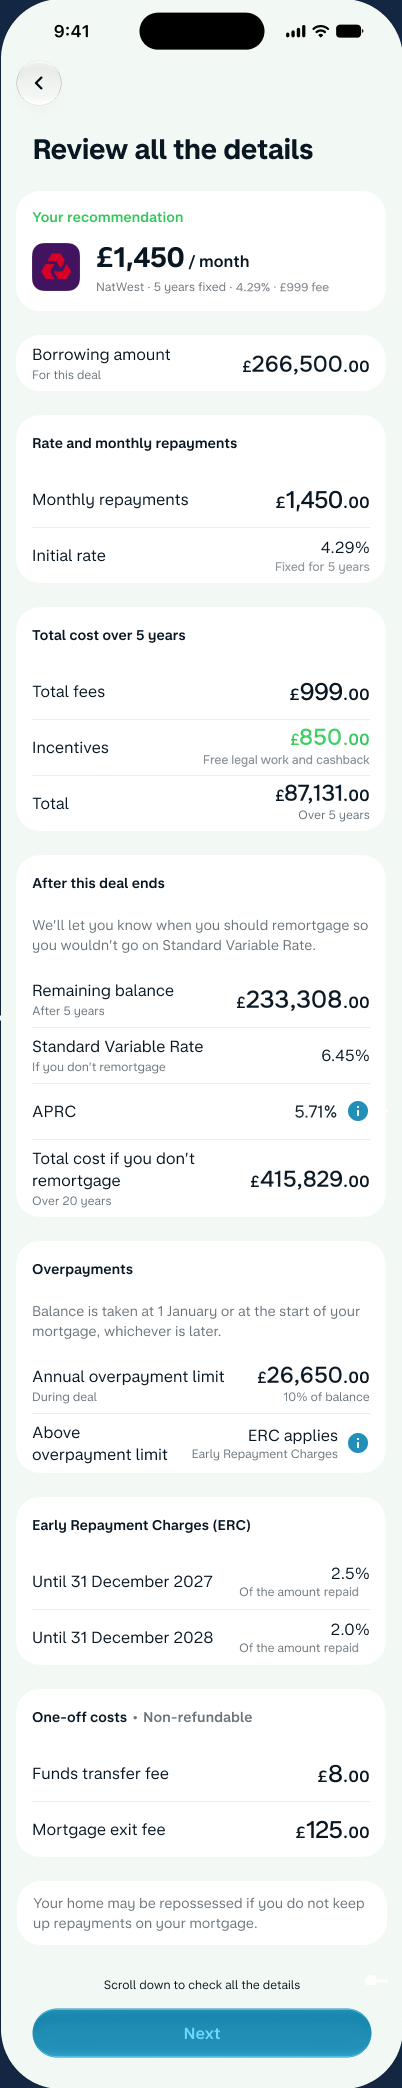 9:41
Review all the details
Your recommendation
£1,450 / month
NatWest · 5 years fixed · 4.29% · £999 fee
Borrowing amount
For this deal
£266,500.00
Rate and monthly repayments
Monthly repayments
£1,450.00
Initial rate
4.29%
Fixed for 5 years
Total cost over 5 years
Total fees
£999.00
Incentives
£850.00
Free legal work and cashback
Total
£87,131.00
Over 5 years
After this deal ends
We'll let you know when you should remortgage so
you wouldn't go on Standard Variable Rate.
Remaining balance
After 5 years
£233,308.00
Standard Variable Rate
If you don't remortgage
6.45%
APRC
5.71%
Total cost if you don't
remortgage
Over 20 years
£415,829.00
Overpayments
Balance is taken at 1 January or at the start of your
mortgage, whichever is later.
Annual overpayment limit
During deal
£26,650.00
10% of balance
Above
overpayment limit
ERC applies
Early Repayment Charges
Early Repayment Charges (ERC)
Until 31 December 2027
2.5%
Of the amount repaid
Until 31 December 2028
2.0%
Of the amount repaid
One-off costs • Non-refundable
Funds transfer fee
£8.00
Mortgage exit fee
£125.00
Your home may be repossessed if you do not keep
up repayments on your mortgage.
Scroll down to check all the details
Next